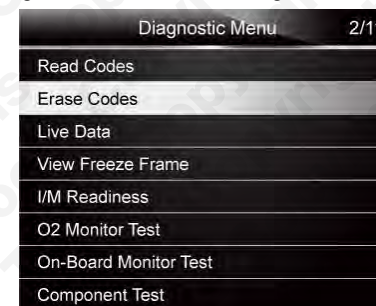 Diagnostic Menu 2/1
Read Codes
Erase Codes
Live Data
View Freeze Frame
I/M Readiness
O2 Monitor Test
On-Board Monitor Test
Component Test